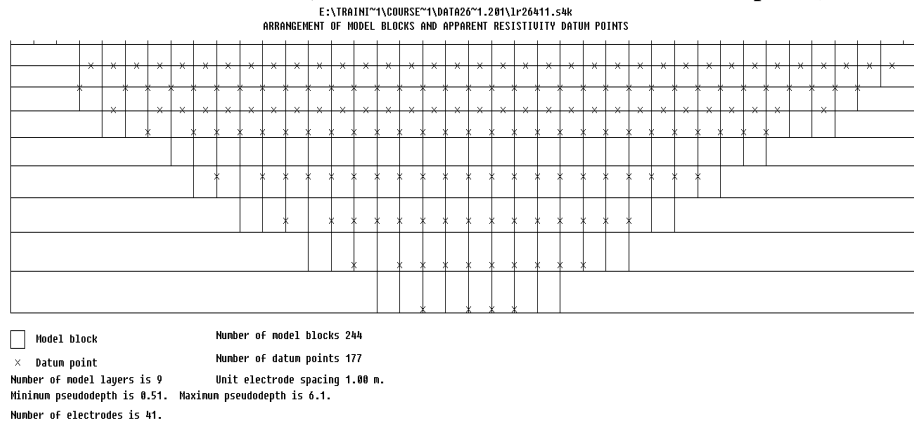 E:\TRAINI~1\COURSE~1\DATA26~1.201\lr26411.s4k
ARRANGEMENT OF MODEL BLOCKS AND APPARENT RESISTIVITY DATUM POINTS
Model block
Number of model blocks 244
Datum point
Number of datum points 177
Number of model layers is 9
Unit electrode spacing 1.00 m.
Minimum pseudodepth is 0.51. Maximum pseudodepth is 6.1.
Number of electrodes is 41.